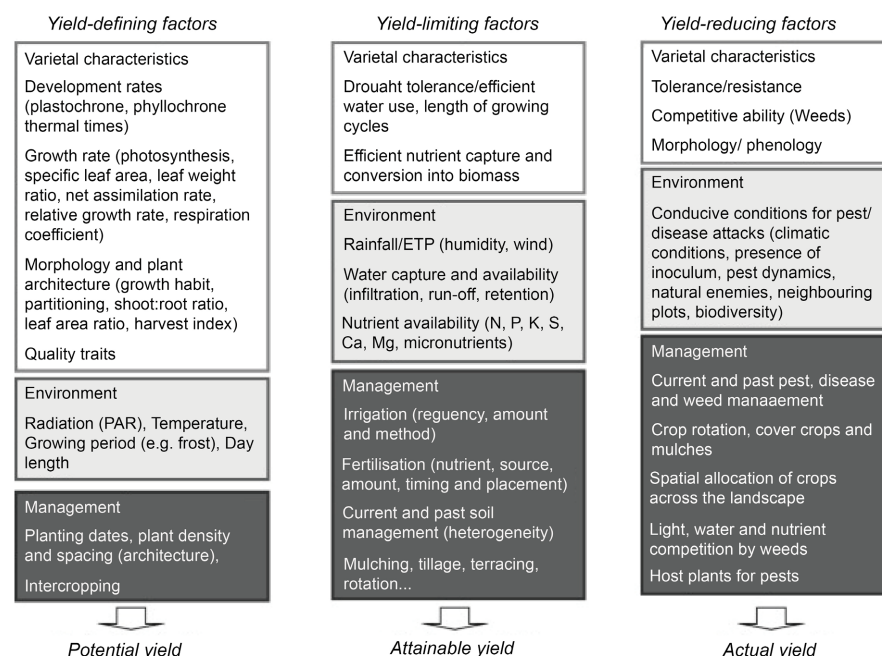 Yield-defining factors
Varietal characteristics
Development rates
(plastochrone, phyllochrone
thermal times)
Growth rate (photosynthesis,
specific leaf area, leaf weight
ratio, net assimilation rate,
relative growth rate, respiration
coefficient)
Morphology and plant
architecture (growth habit,
partitioning, shoot:root ratio,
leaf area ratio, harvest index)
Quality traits
Environment
Radiation (PAR), Temperature,
Growing period (e.g. frost), Day
length
Management
Planting dates, plant density
and spacing (architecture),
Intercropping
Potential yield
Yield-limiting factors
Varietal characteristics
Drouaht tolerance/efficient
water use, length of growing
cycles
Efficient nutrient capture and
conversion into biomass
Environment
Rainfall/ETP (humidity, wind)
Water capture and availability
(infiltration, run-off, retention)
Nutrient availability (N, P, K, S,
Ca, Mg, micronutrients)
Management
Irrigation (reguency, amount
and method)
Fertilisation (nutrient, source,
amount, timing and placement)
Current and past soil
management (heterogeneity)
Mulching, tillage, terracing,
rotation...
Attainable yield
Yield-reducing factors
Varietal characteristics
Tolerance/resistance
Competitive ability (Weeds)
Morphology/ phenology
Environment
Conducive conditions for pest/
disease attacks (climatic
conditions, presence of
inoculum, pest dynamics,
natural enemies, neighbouring
plots, biodiversity)
Management
Current and past pest, disease
and weed manaaement
Crop rotation, cover crops and
mulches
Spatial allocation of crops
across the landscape
Light, water and nutrient
competition by weeds
Host plants for pests
Actual yield